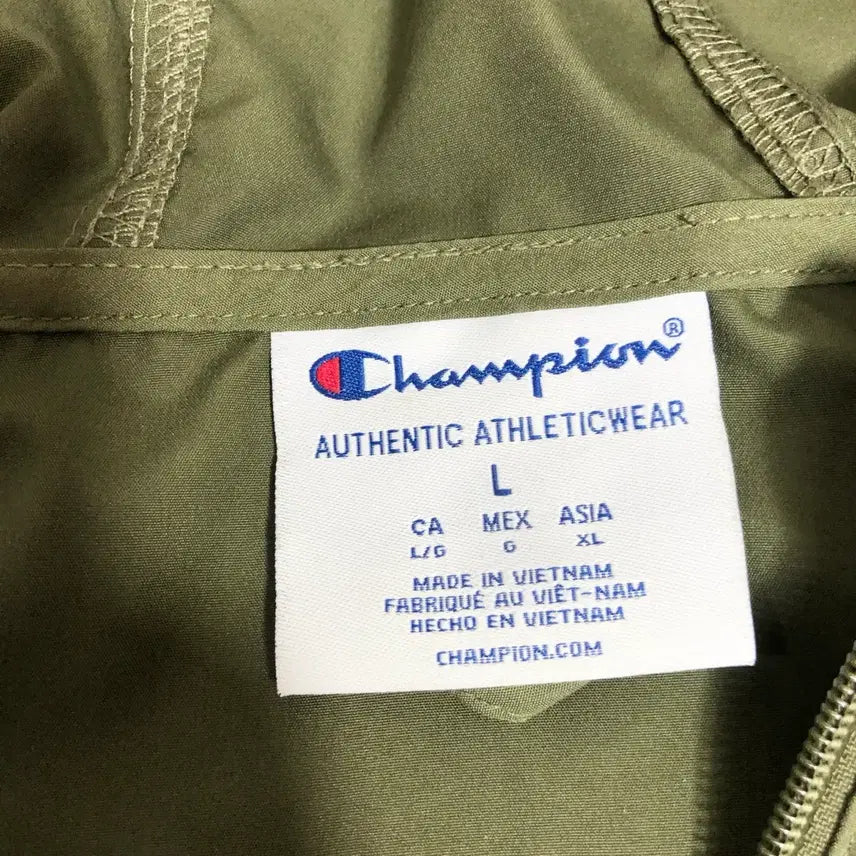 Champion®
AUTHENTIC ATHLETICWEAR
L
CA MEX ASIA
L/G G XL
MADE IN VIETNAM
FABRIQUÉ AU VIÊT-NAM
HECHO EN VIETNAM
CHAMPION.COM